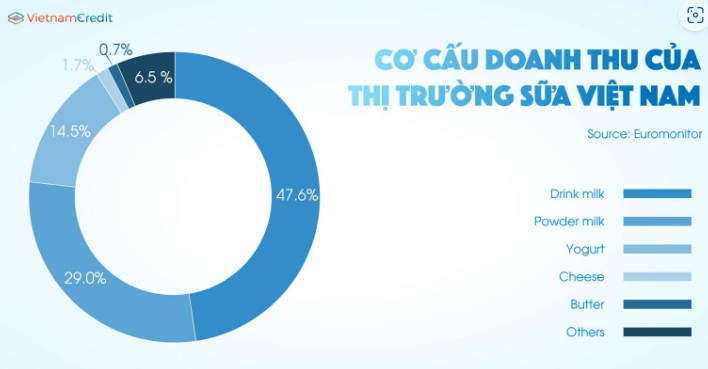 VietnamCredit
CƠ CẤU DOANH THU CỦA
THỊ TRƯỜNG SỮA VIỆT NAM
Source: Euromonitor
0.7%
1.7%
6.5 %
14.5%
47.6%
29.0%
Drink milk
Powder milk
Yogurt
Cheese
Butter
Others